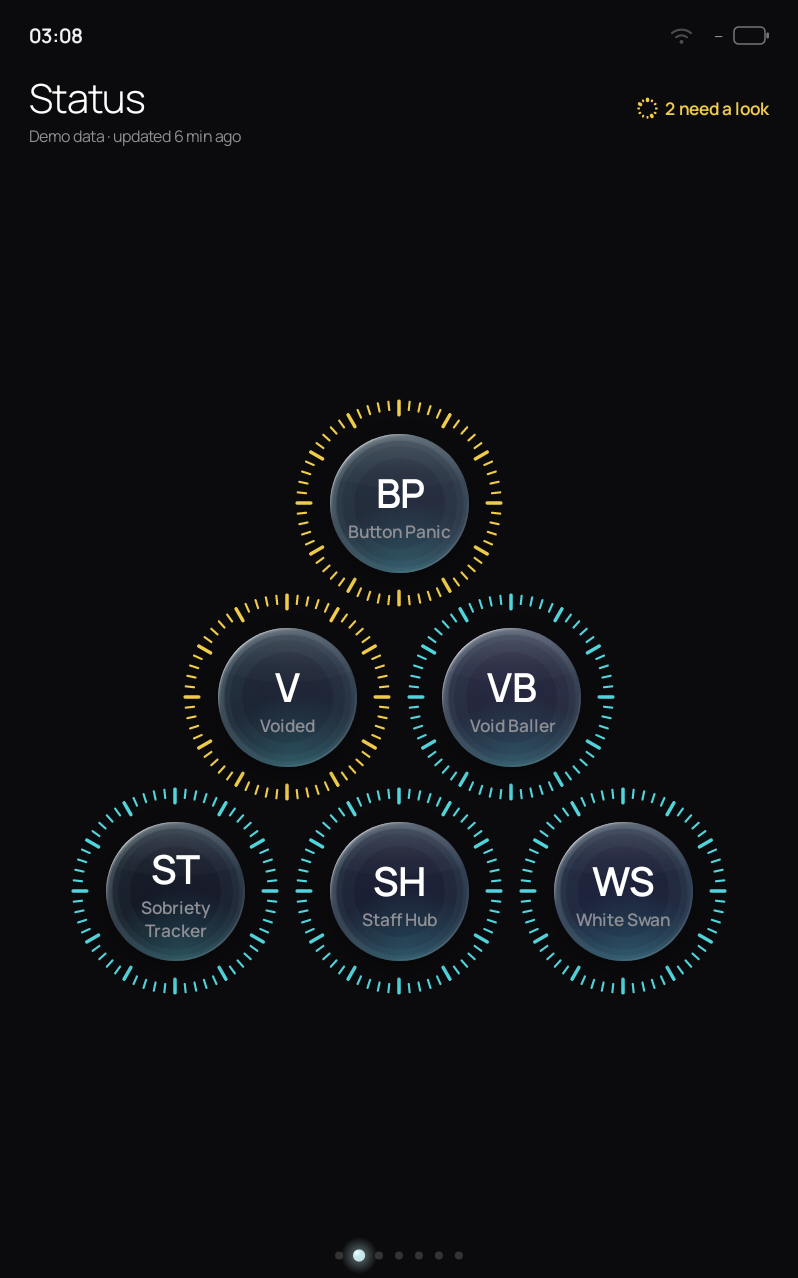 03:08
–
Status
2 need a look
Demo data · updated 6 min ago
BP
Button Panic
V
Voided
VB
Void Baller
ST
Sobriety
Tracker
SH
Staff Hub
WS
White Swan